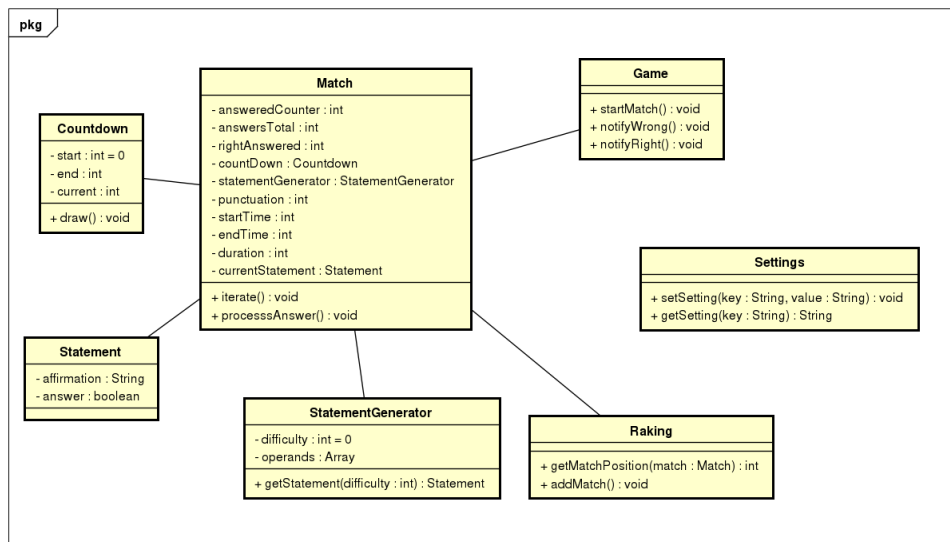 pkg
Match
- answeredCounter : int
- answersTotal : int
- rightAnswered : int
- countDown : Countdown
- statementGenerator : StatementGenerator
- punctuation : int
- startTime : int
- endTime : int
- duration : int
- currentStatement : Statement
+ iterate() : void
+ processsAnswer() : void
Game
+ startMatch() : void
+ notifyWrong() : void
+ notifyRight() : void
Countdown
- start : int = 0
- end : int
- current : int
+ draw() : void
Settings
+ setSetting(key : String, value : String) : void
+ getSetting(key : String) : String
Statement
- affirmation : String
- answer : boolean
StatementGenerator
- difficulty : int = 0
- operands : Array
+ getStatement(difficulty : int) : Statement
Raking
+ getMatchPosition(match : Match) : int
+ addMatch() : void